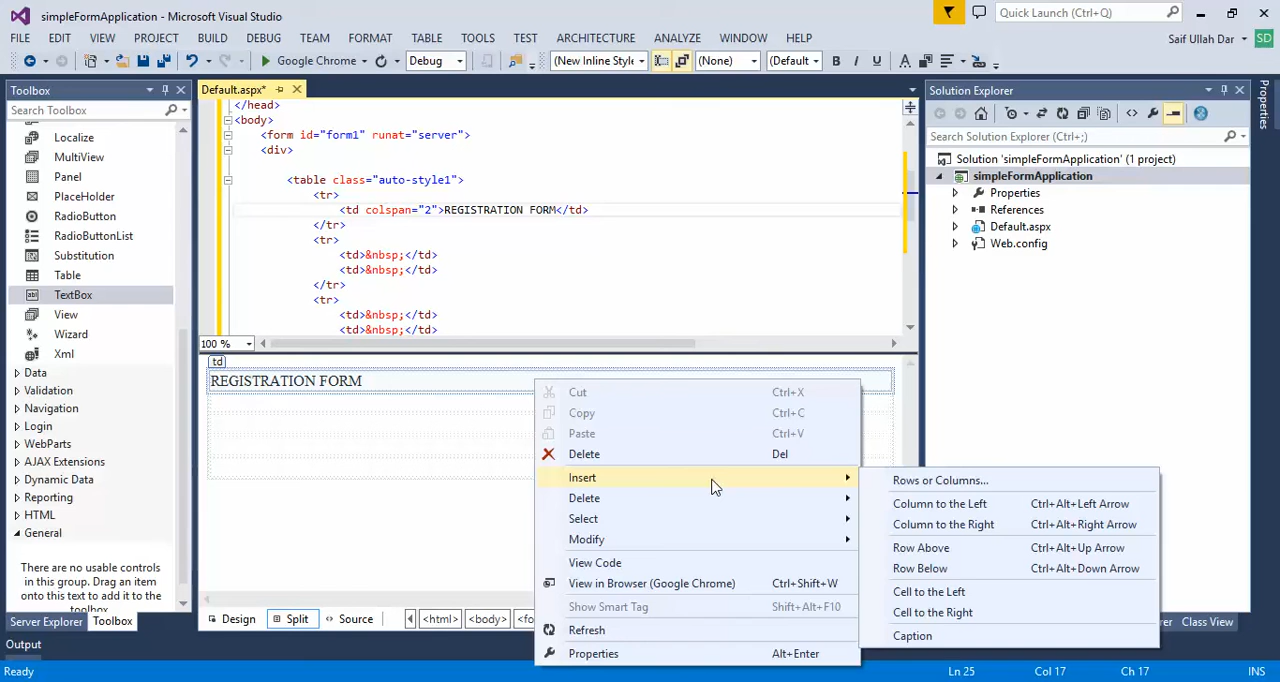 simpleFormApplication - Microsoft Visual Studio
Quick Launch (Ctrl+Q)
FILE EDIT VIEW PROJECT BUILD DEBUG TEAM FORMAT TABLE TOOLS TEST ARCHITECTURE ANALYZE WINDOW HELP
Saif Ullah Dar SD
Google Chrome Debug (New Inline Style (None) (Default B I U A
Toolbox
Search Toolbox
Localize
MultiView
Panel
PlaceHolder
RadioButton
RadioButtonList
Substitution
Table
TextBox
View
Wizard
Xml
Data
Validation
Navigation
Login
WebParts
AJAX Extensions
Dynamic Data
Reporting
HTML
General
There are no usable controls
in this group. Drag an item
onto this text to add it to the
toolbox.
Server Explorer Toolbox
Output
Ready
Default.aspx*
</head>
<body>
<form id="form1" runat="server">
<div>
<table class="auto-style1">
<tr>
<td colspan="2">REGISTRATION FORM</td>
</tr>
<tr>
<td>&nbsp;</td>
<td>&nbsp;</td>
</tr>
<tr>
<td>&nbsp;</td>
<td>&nbsp;</td>
100 %
td
REGISTRATION FORM
Design Split Source <html> <body> <fo
Cut Ctrl+X
Copy Ctrl+C
Paste Ctrl+V
Delete Del
Insert
Delete
Select
Modify
View Code
View in Browser (Google Chrome) Ctrl+Shift+W
Show Smart Tag Shift+Alt+F10
Refresh
Properties Alt+Enter
Rows or Columns...
Column to the Left Ctrl+Alt+Left Arrow
Column to the Right Ctrl+Alt+Right Arrow
Row Above Ctrl+Alt+Up Arrow
Row Below Ctrl+Alt+Down Arrow
Cell to the Left
Cell to the Right
Caption
Solution Explorer
Search Solution Explorer (Ctrl+;)
Solution 'simpleFormApplication' (1 project)
simpleFormApplication
Properties
References
Default.aspx
Web.config
Class View
Properties
Ln 25 Col 17 Ch 17 INS